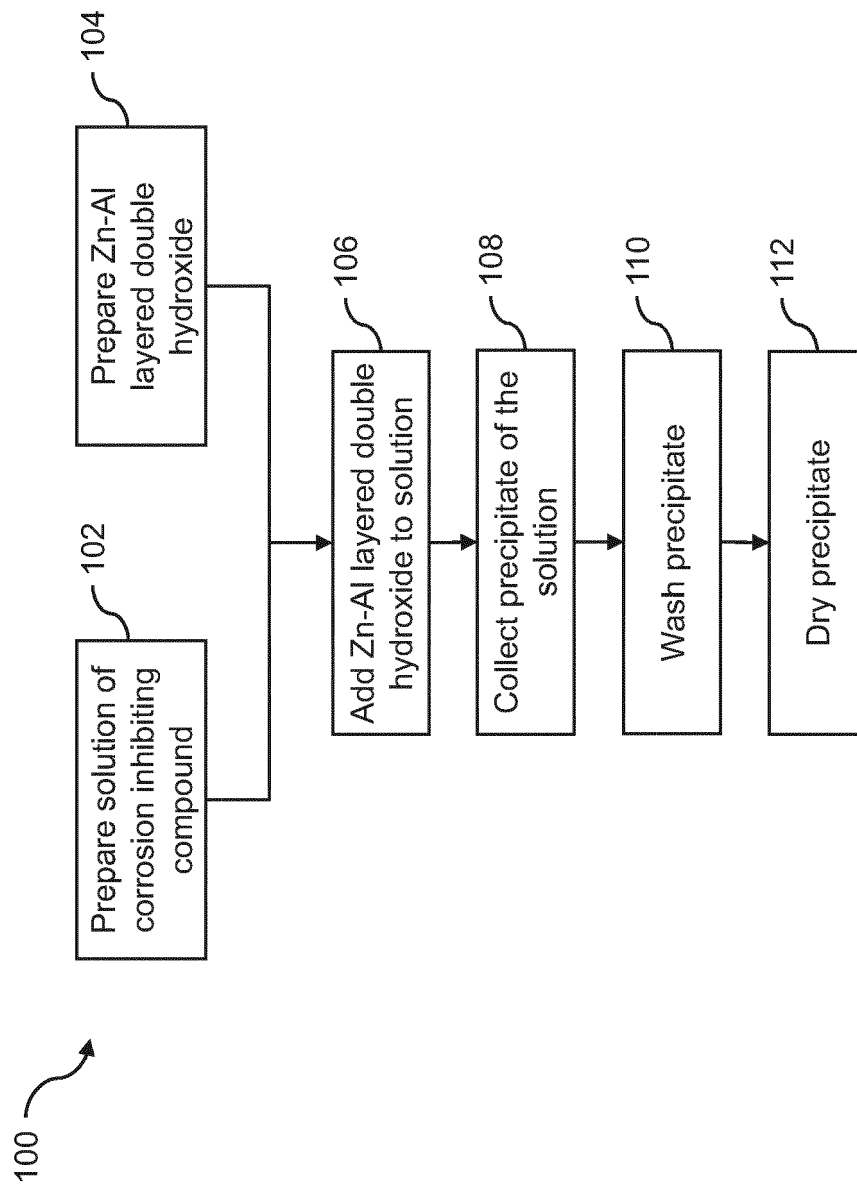 100
102
Prepare solution of
corrosion inhibiting
compound
104
Prepare Zn-Al
layered double
hydroxide
106
Add Zn-Al layered double
hydroxide to solution
108
Collect precipitate of the
solution
110
Wash precipitate
112
Dry precipitate